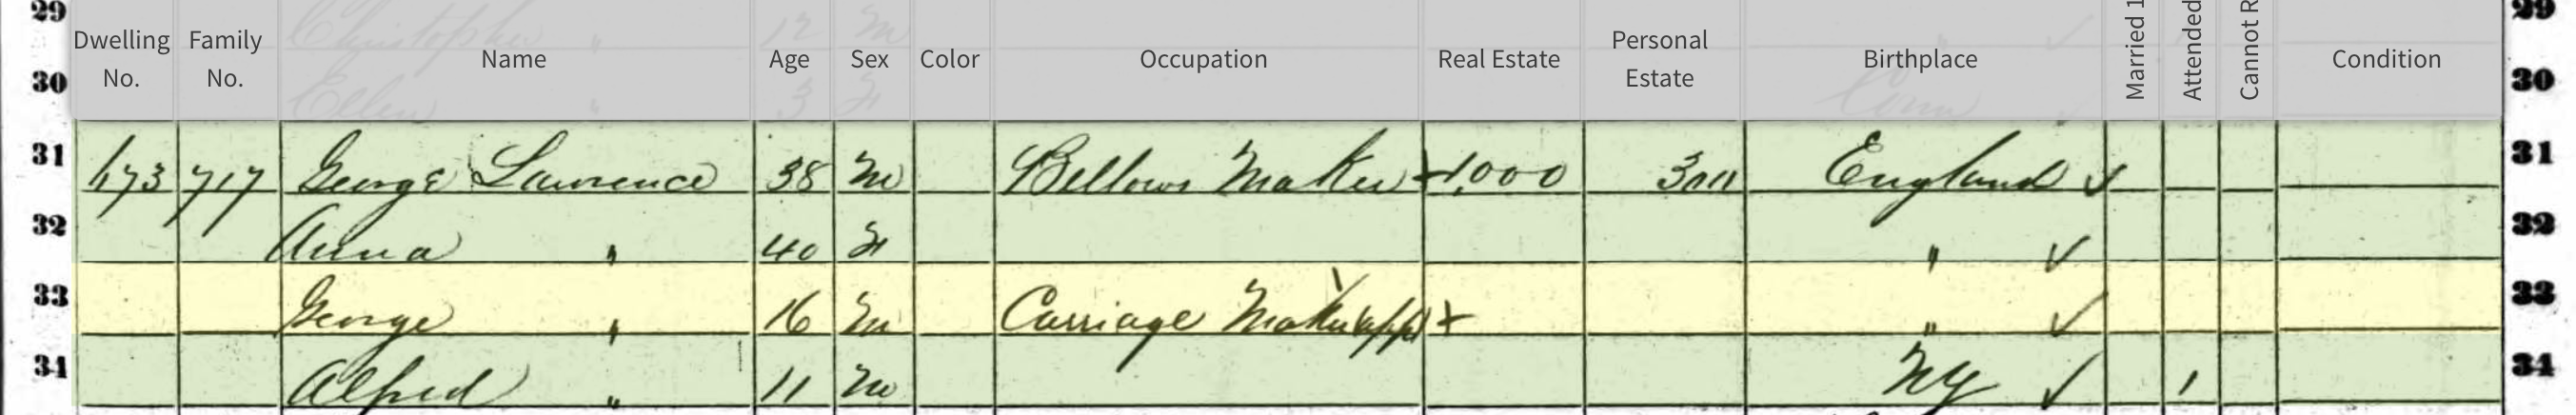 29 Christopher " 12 M " 29
Dwelling No. Family No. Name Age Sex Color Occupation Real Estate Personal Estate Birthplace Married 1 Attended Cannot R Condition
30 Ellen " 3 F Conn 30
31 673 717 George Lawrence 38 M Bellows Maker + 1,000 300 England ✓ 31
32 Anna " 40 F " ✓ 32
33 George " 16 M Carriage Maker (app) + " ✓ 33
34 Alfred " 11 M NY ✓ 1 34